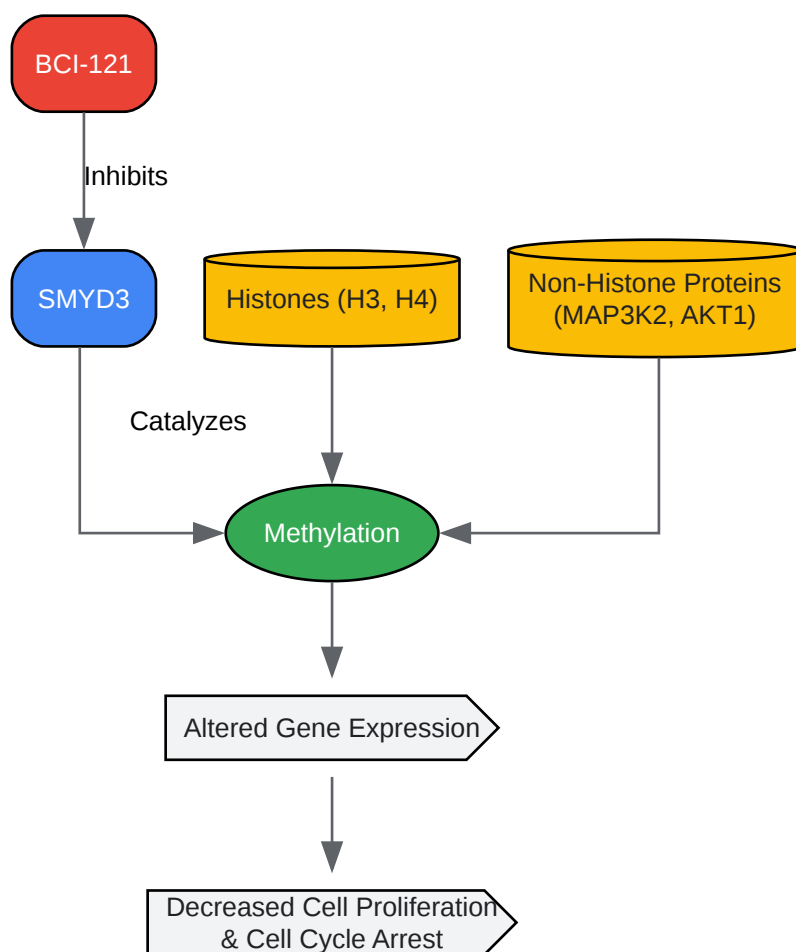 BCI-121
Inhibits
SMYD3
Histones (H3, H4)
Non-Histone Proteins
(MAP3K2, AKT1)
Catalyzes
Methylation
Altered Gene Expression
Decreased Cell Proliferation
& Cell Cycle Arrest